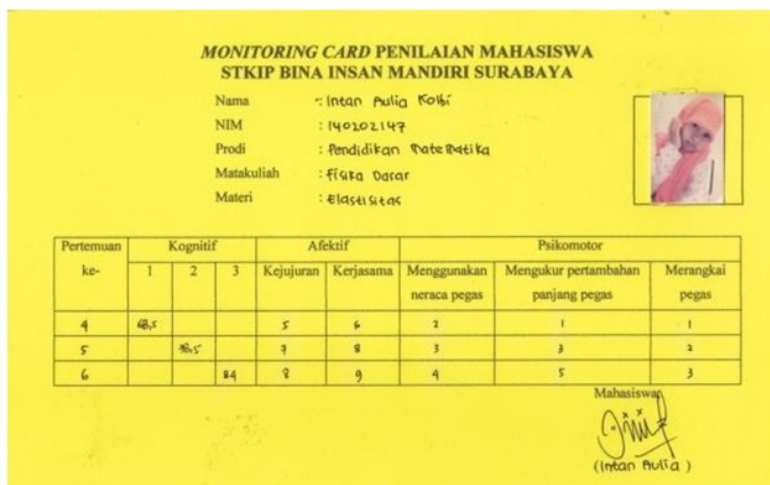 MONITORING CARD PENILAIAN MAHASISWA
STKIP BINA INSAN MANDIRI SURABAYA
Nama : Intan Aulia Kolbi
NIM : 140202147
Prodi : Pendidikan Matematika
Matakuliah : Fisika Dasar
Materi : Elastisitas
Pertemuan ke- Kognitif Afektif Psikomotor
1 2 3 Kejujuran Kerjasama Menggunakan neraca pegas Mengukur pertambahan panjang pegas Merangkai pegas
4 68,5 5 6 2 1 1
5 78,5 7 8 3 3 2
6 84 8 9 4 5 3
Mahasiswa
(Intan Aulia)